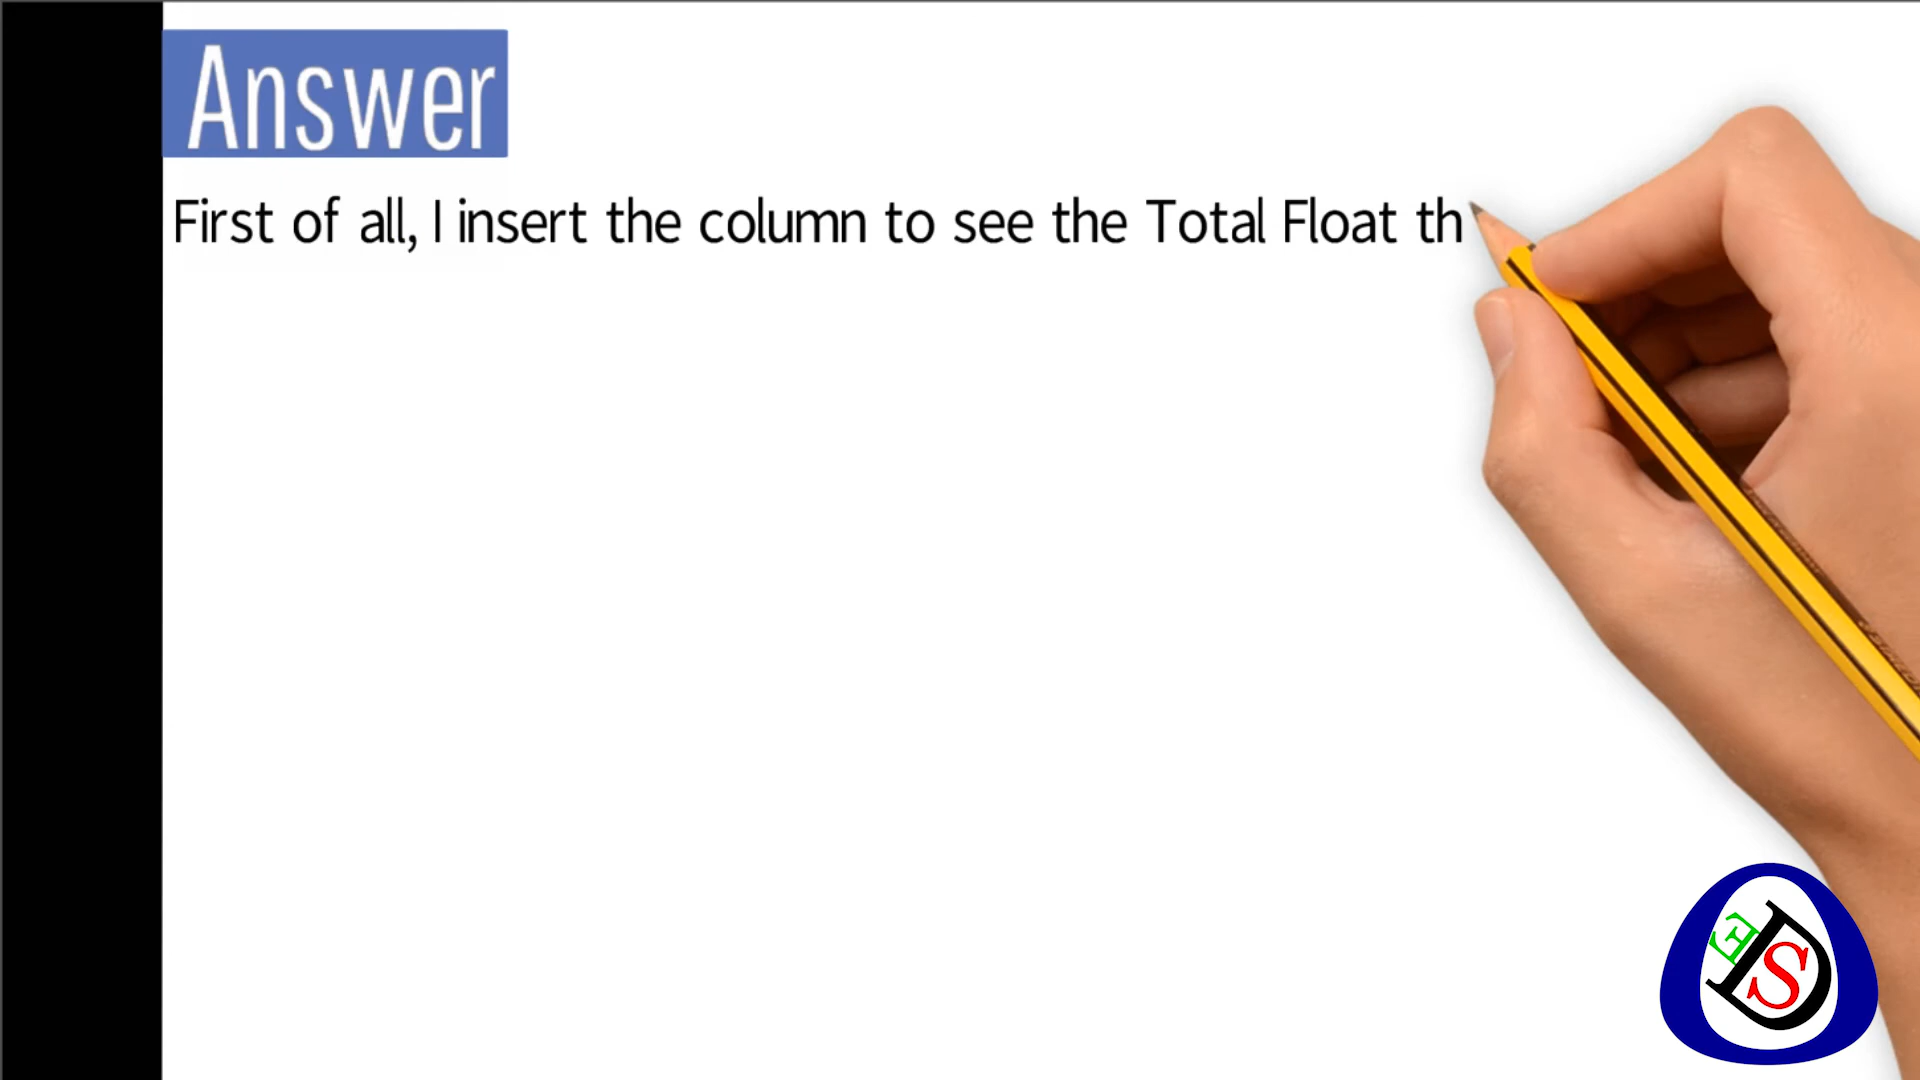 Answer
First of all, I insert the column to see the Total Float th
E
D
S